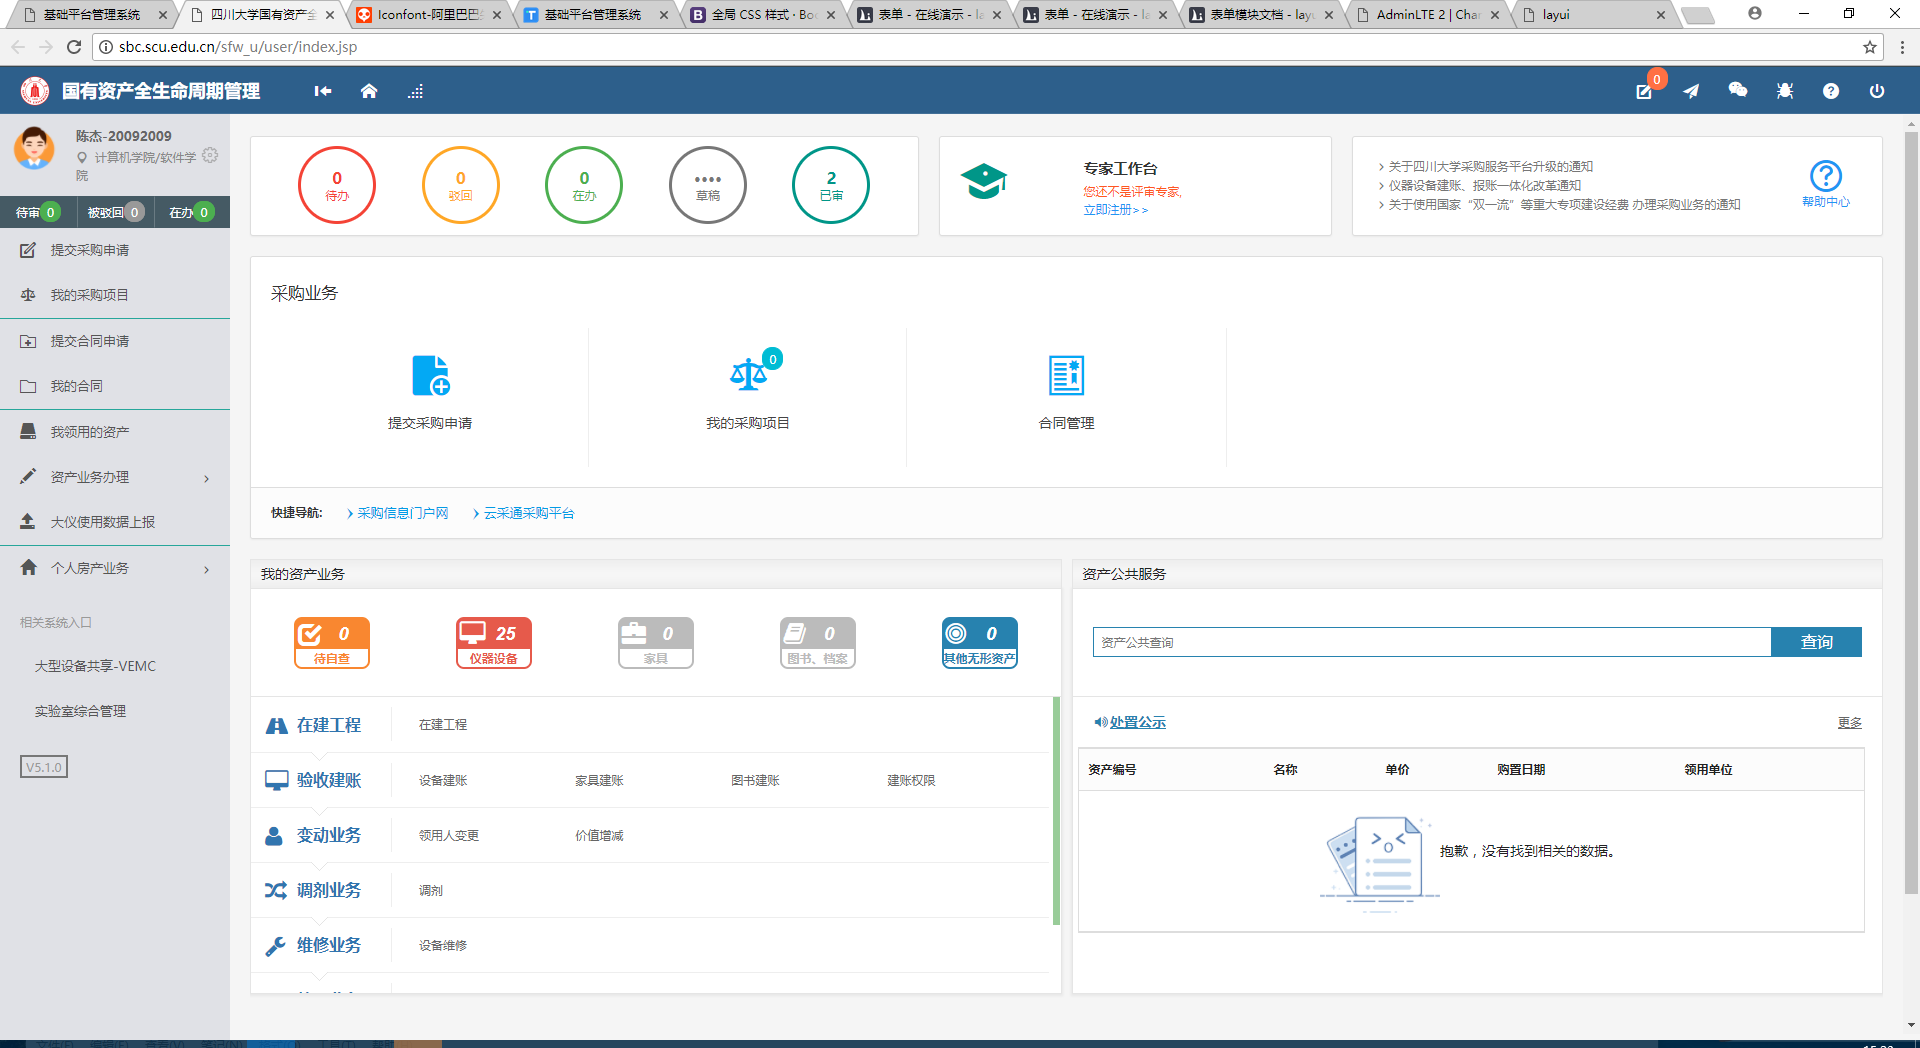 基础平台管理系统
四川大学国有资产全
Iconfont-阿里巴巴
基础平台管理系统
全局 CSS 样式 · Boo
表单 - 在线演示 - la
表单 - 在线演示 - la
表单模块文档 - layu
AdminLTE 2 | Char
layui
sbc.scu.edu.cn/sfw_u/user/index.jsp
国有资产全生命周期管理
0
陈杰-20092009
计算机学院/软件学
院
待审 0
被驳回 0
在办 0
提交采购申请
我的采购项目
提交合同申请
我的合同
我领用的资产
资产业务办理
大仪使用数据上报
个人房产业务
相关系统入口
大型设备共享-VEMC
实验室综合管理
V5.1.0
0
待办
0
驳回
0
在办
••••
草稿
2
已审
专家工作台
您还不是评审专家,
立即注册>>
关于四川大学采购服务平台升级的通知
仪器设备建账、报账一体化改革通知
关于使用国家“双一流”等重大专项建设经费 办理采购业务的通知
帮助中心
采购业务
提交采购申请
0
我的采购项目
合同管理
快捷导航:
采购信息门户网
云采通采购平台
我的资产业务
0
待自查
25
仪器设备
0
家具
0
图书、档案
0
其他无形资产
在建工程
在建工程
验收建账
设备建账
家具建账
图书建账
建账权限
变动业务
领用人变更
价值增减
调剂业务
调剂
维修业务
设备维修
资产公共服务
资产公共查询
查询
处置公示
更多
资产编号
名称
单价
购置日期
领用单位
抱歉，没有找到相关的数据。